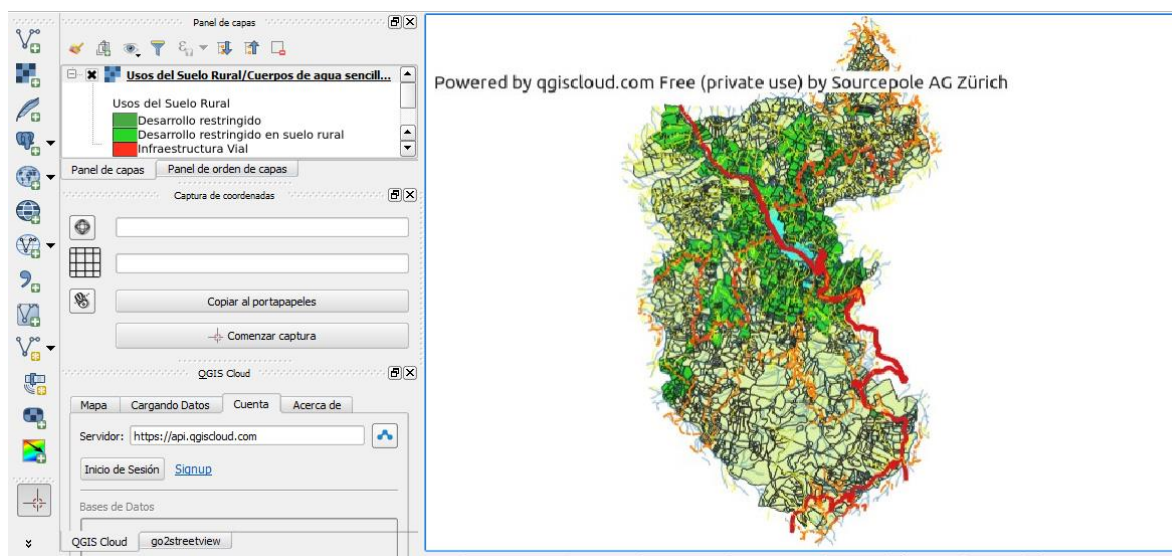 Panel de capas
Usos del Suelo Rural/Cuerpos de agua sencill...
Usos del Suelo Rural
Desarrollo restringido
Desarrollo restringido en suelo rural
Infraestructura Vial
Panel de capas
Panel de orden de capas
Captura de coordenadas
Copiar al portapapeles
Comenzar captura
QGIS Cloud
Mapa
Cargando Datos
Cuenta
Acerca de
Servidor: https://api.qgiscloud.com
Inicio de Sesión
Signup
Bases de Datos
QGIS Cloud
go2streetview
Powered by qgiscloud.com Free (private use) by Sourcepole AG Zürich